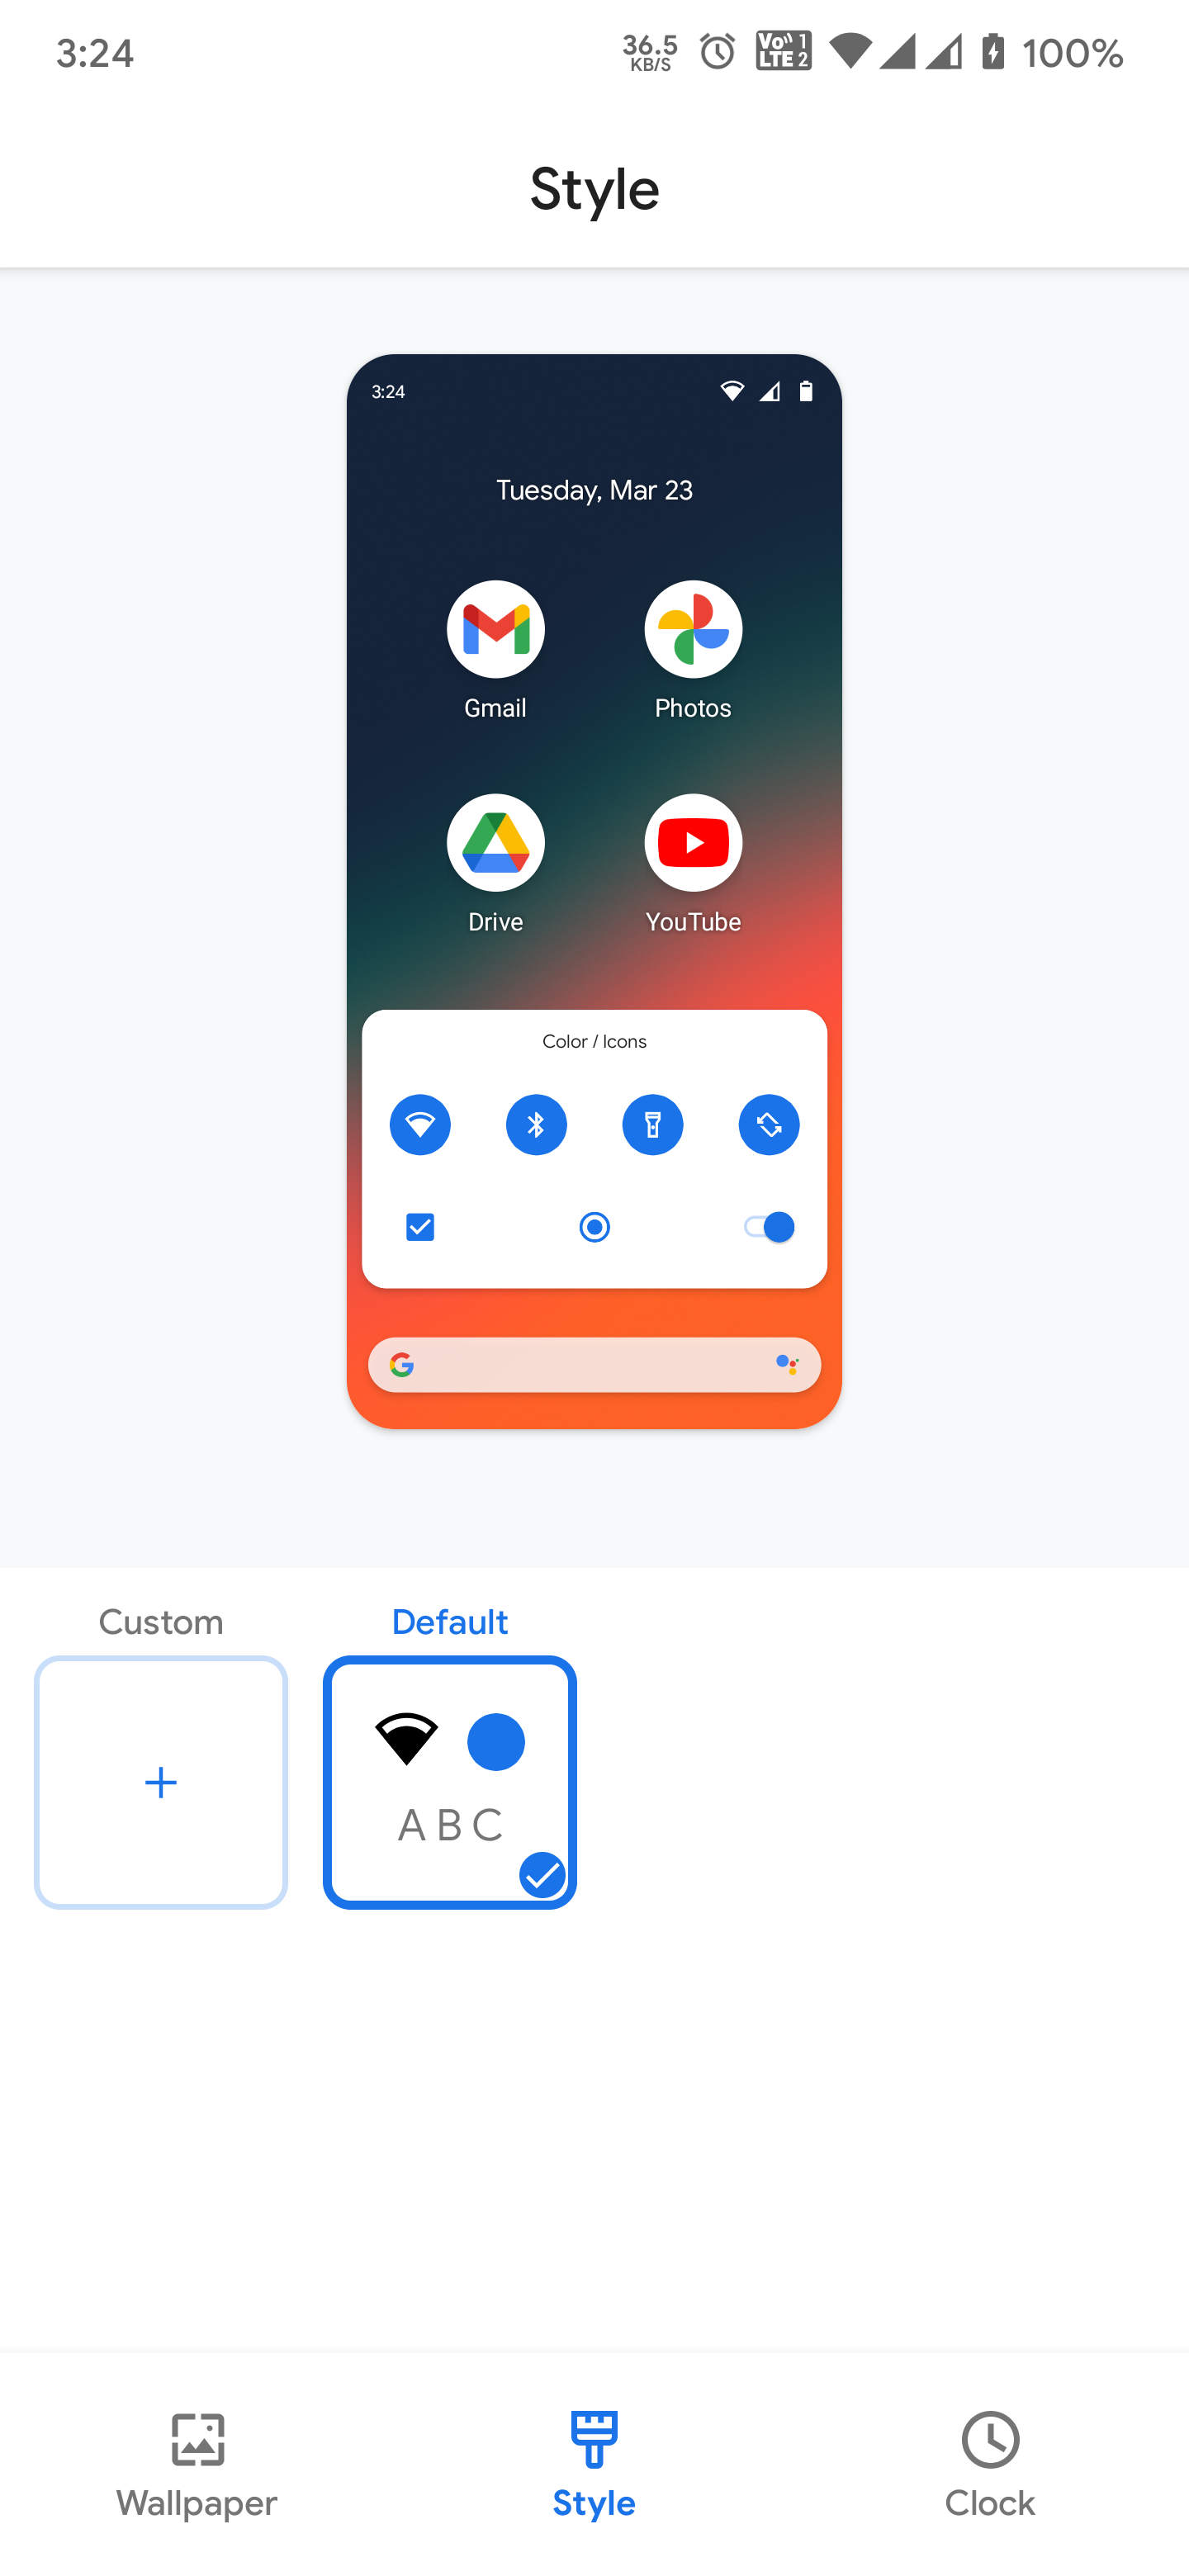 3:24
36.5
KB/S
Vo)) 1
LTE 2
100%
Style
3:24
Tuesday, Mar 23
Gmail
Photos
Drive
YouTube
Color / Icons
Custom
Default
A B C
Wallpaper
Style
Clock